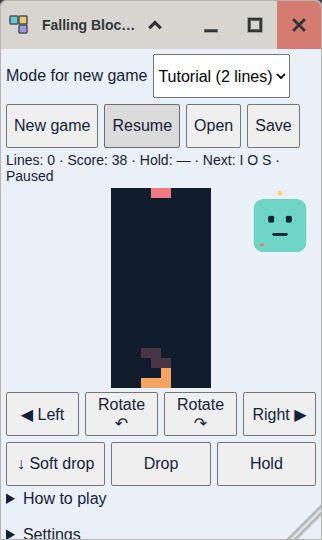 Falling Bloc…
Mode for new game Tutorial (2 lines)
New game Resume Open Save
Lines: 0 · Score: 38 · Hold: — · Next: I O S ·
Paused
◀ Left Rotate ↶ Rotate ↷ Right ▶
↓ Soft drop Drop Hold
▶ How to play
▶ Settings